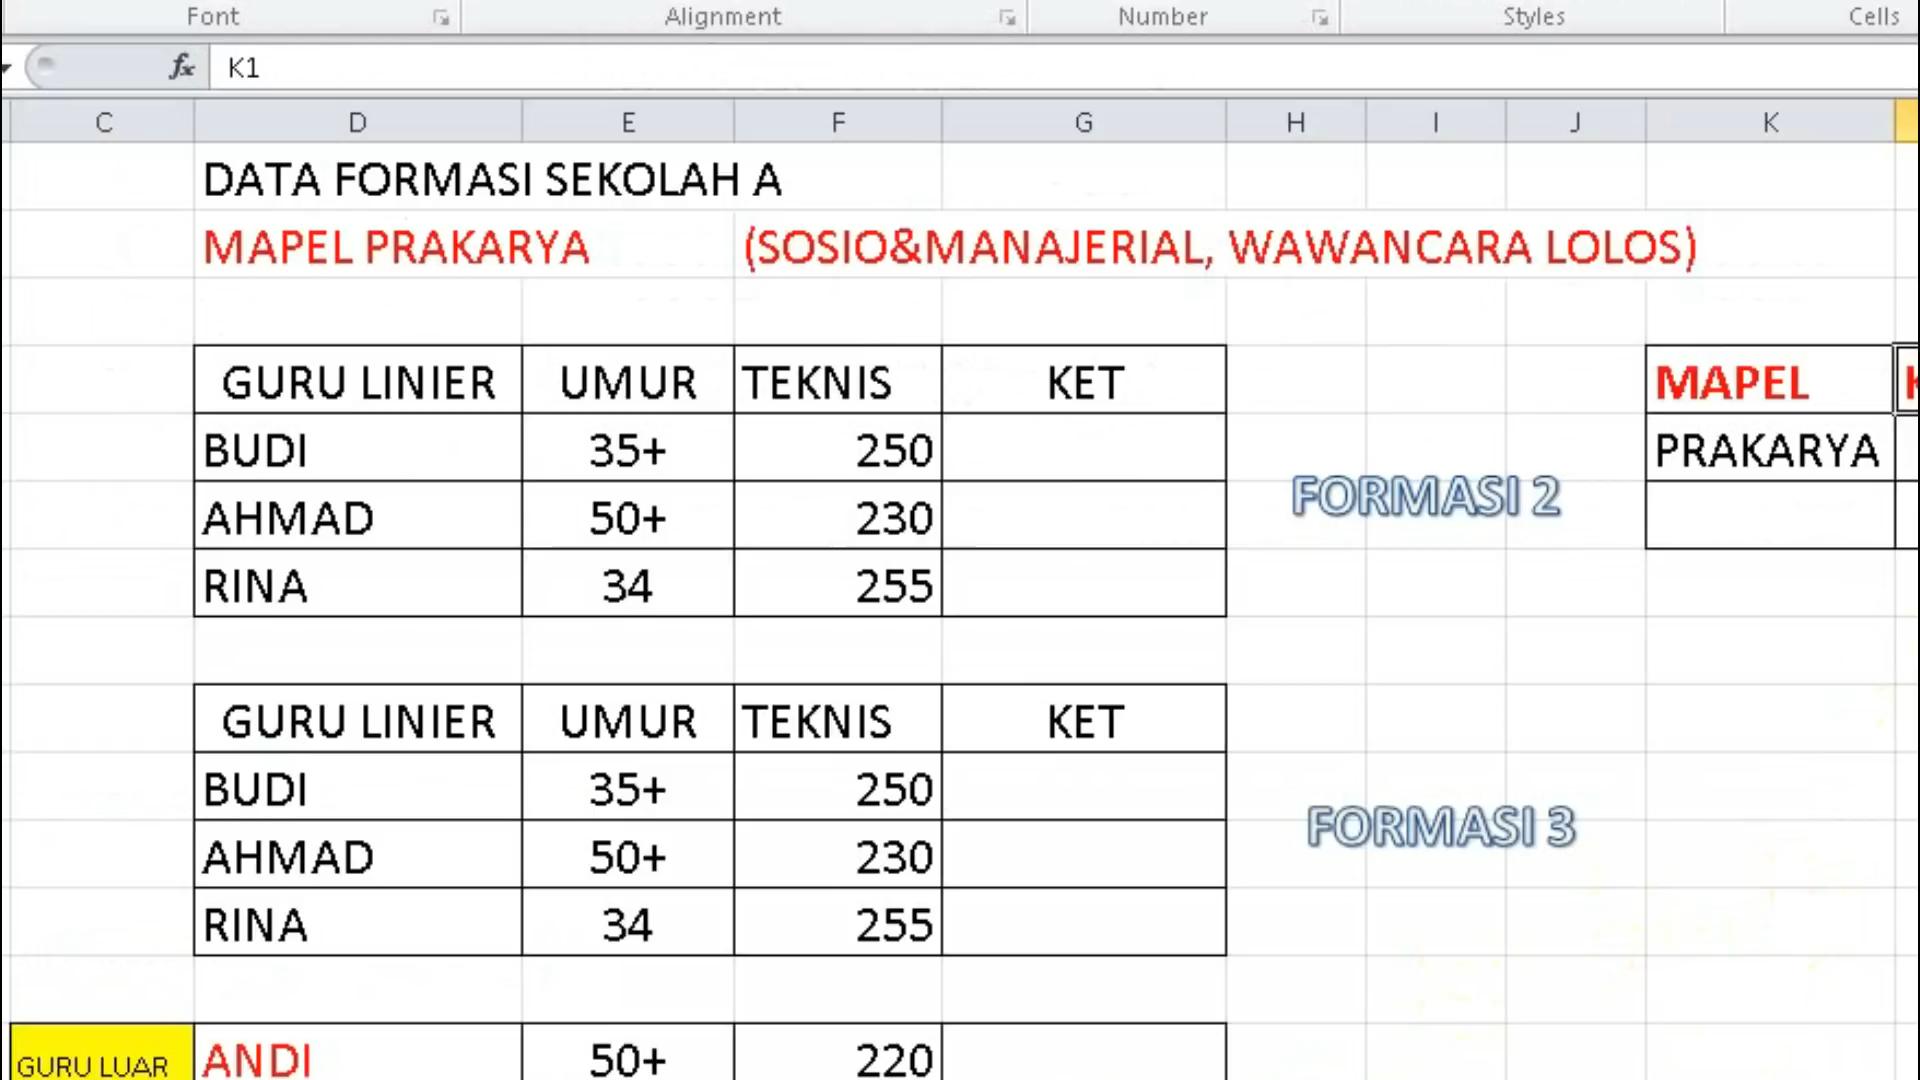 Font Alignment Number Styles Cells
fx K1
C D E F G H I J K
DATA FORMASI SEKOLAH A
MAPEL PRAKARYA (SOSIO&MANAJERIAL, WAWANCARA LOLOS)
GURU LINIER UMUR TEKNIS KET MAPEL
BUDI 35+ 250 PRAKARYA
FORMASI 2
AHMAD 50+ 230
RINA 34 255
GURU LINIER UMUR TEKNIS KET
BUDI 35+ 250
FORMASI 3
AHMAD 50+ 230
RINA 34 255
GURU LUAR ANDI 50+ 220